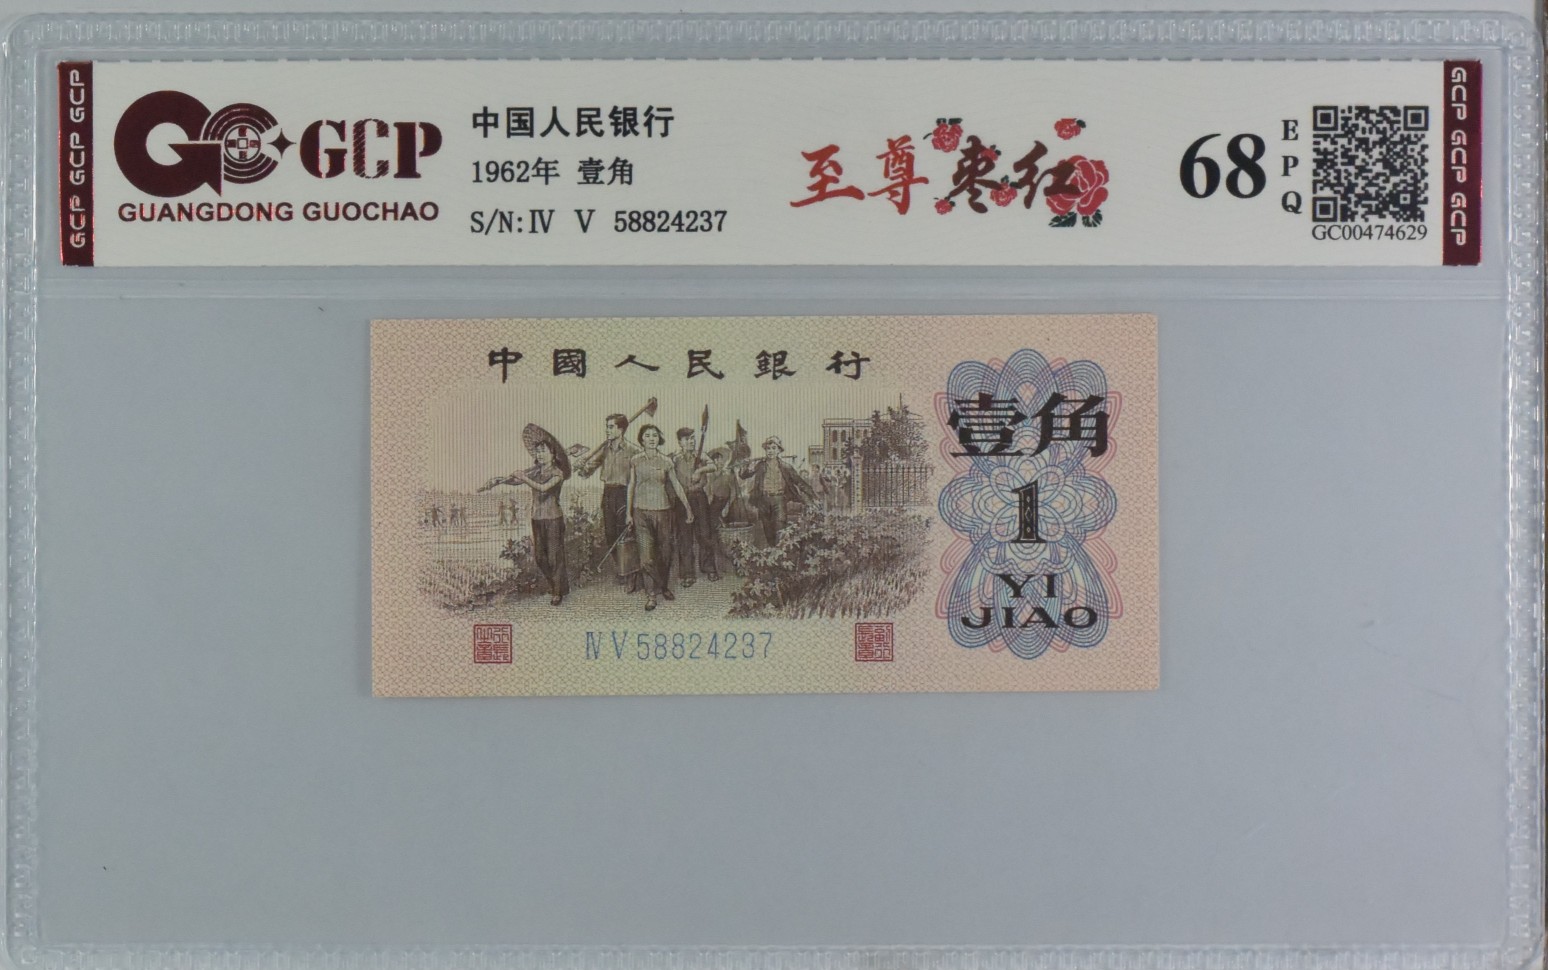 GCP GCP GCP
GCP
GUANGDONG GUOCHAO
中国人民银行
1962年 壹角
S/N: Ⅳ Ⅴ 58824237
至尊枣红
68
E
P
Q
GC00474629
GCP GCP GCP
中國人民銀行
壹角
1
YI
JIAO
Ⅳ Ⅴ 58824237